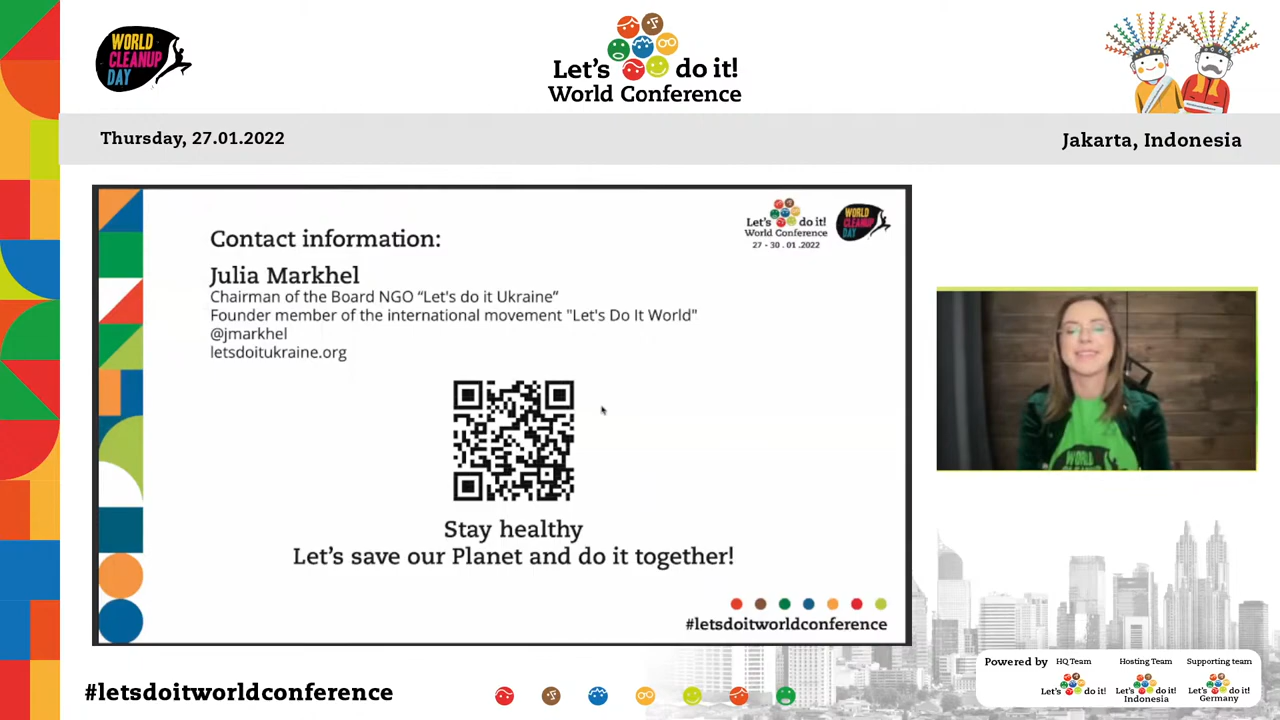 WORLD
CLEANUP
DAY
Let's do it!
World Conference
Thursday, 27.01.2022
Jakarta, Indonesia
Contact information:
Let's do it!
World Conference
27 - 30 . 01 .2022
WORLD
CLEANUP
DAY
Julia Markhel
Chairman of the Board NGO “Let's do it Ukraine”
Founder member of the international movement "Let's Do It World"
@jmarkhel
letsdoitukraine.org
Stay healthy
Let’s save our Planet and do it together!
#letsdoitworldconference
WORLD
CLEANUP
#letsdoitworldconference
Powered by
HQ Team
Hosting Team
Supporting team
Let's do it!
Let's do it!
Indonesia
Let's do it!
Germany